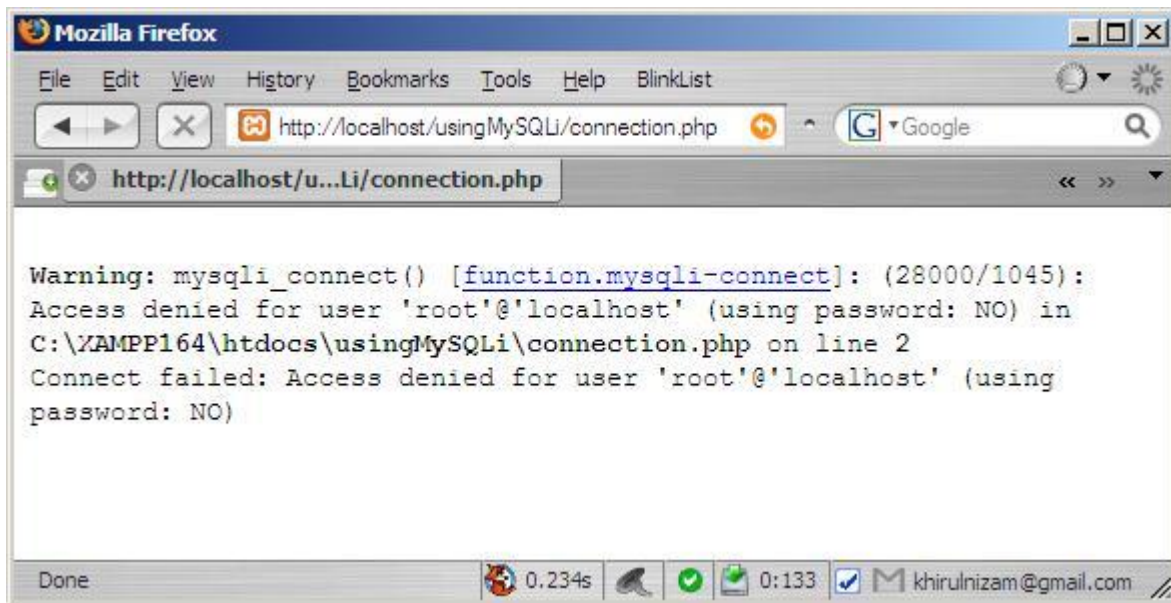 Mozilla Firefox
File Edit View History Bookmarks Tools Help BlinkList
http://localhost/usingMySQLi/connection.php G Google
http://localhost/u...Li/connection.php
Warning: mysqli_connect() [function.mysqli-connect]: (28000/1045):
Access denied for user 'root'@'localhost' (using password: NO) in
C:\XAMPP164\htdocs\usingMySQLi\connection.php on line 2
Connect failed: Access denied for user 'root'@'localhost' (using
password: NO)
Done 0.234s 0:133 khirulnizam@gmail.com